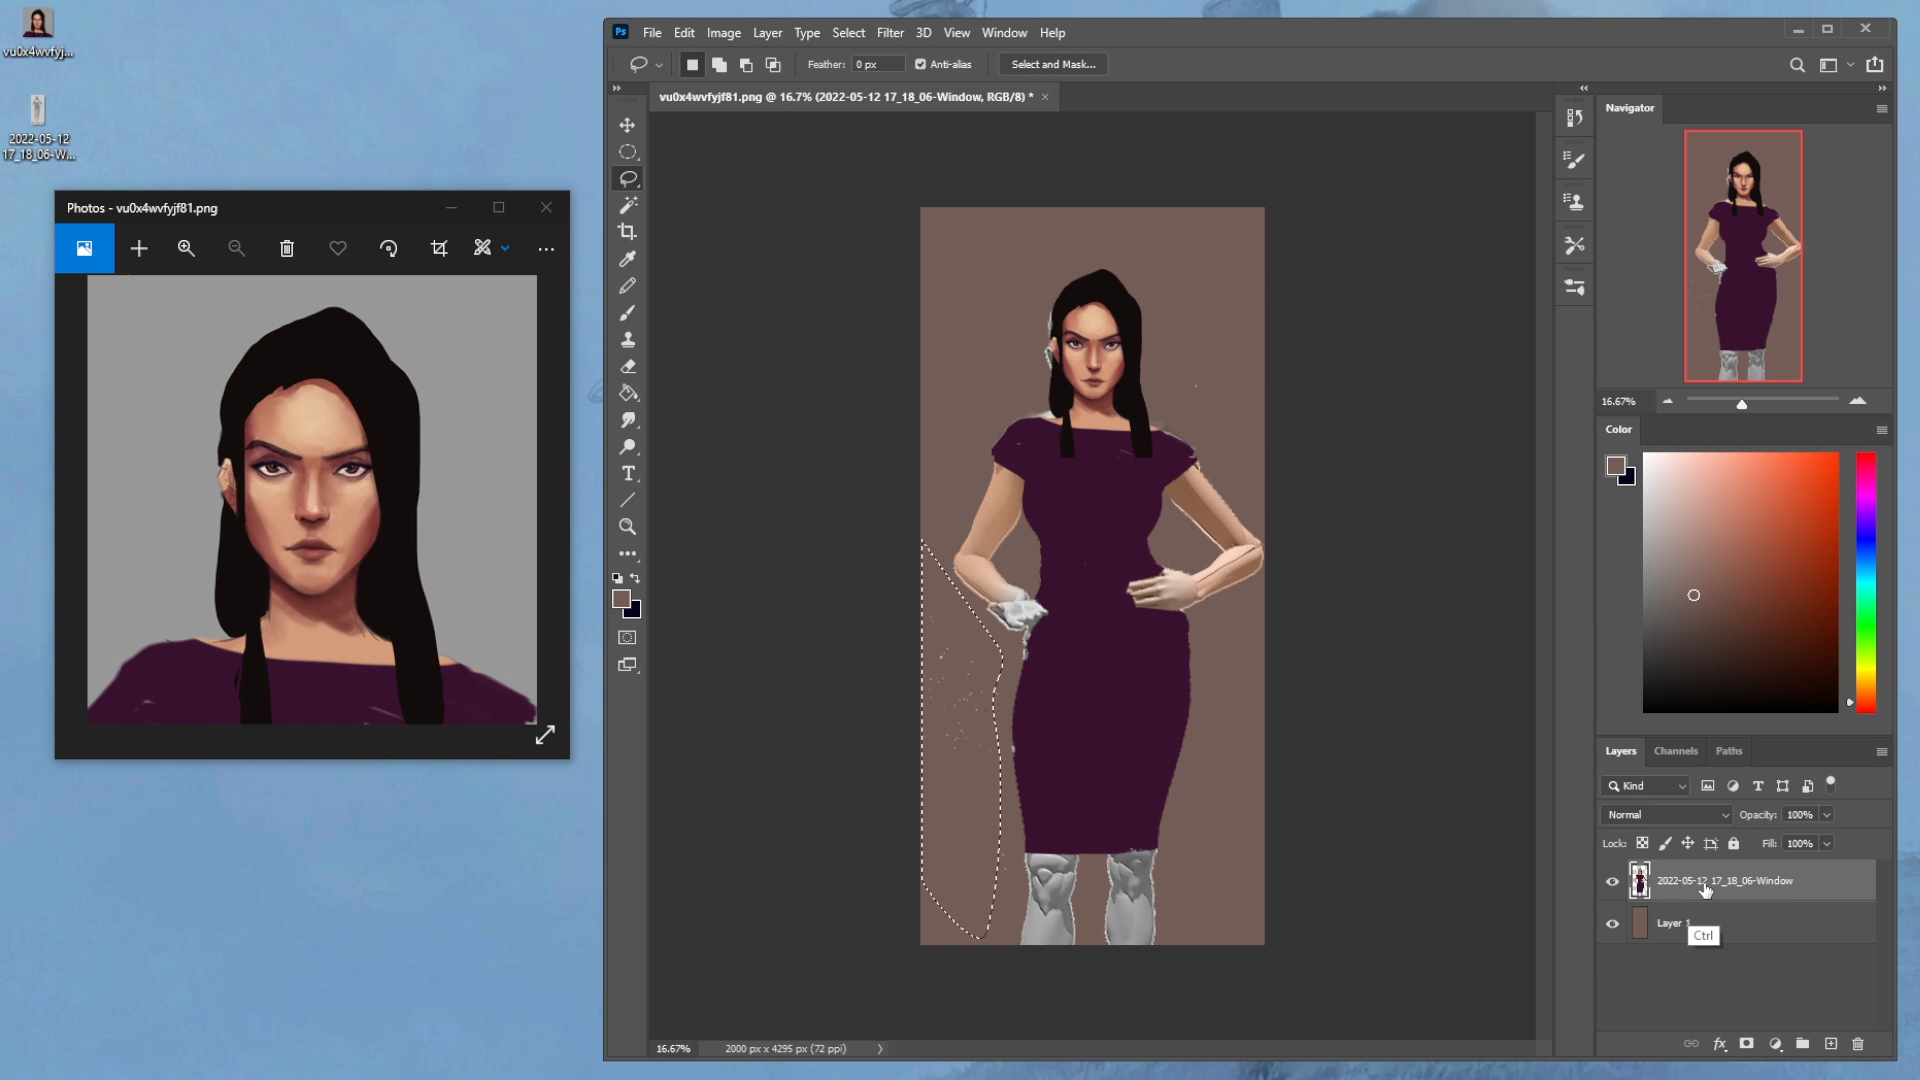 vu0x4wvfyj...
2022-05-12
17_18_06-W...
Photos - vu0x4wvfyjf81.png
Ps
File Edit Image Layer Type Select Filter 3D View Window Help
Feather: 0 px Anti-alias Select and Mask...
vu0x4wvfyjf81.png @ 16.7% (2022-05-12 17_18_06-Window, RGB/8) *
Navigator
16.67%
Color
Layers Channels Paths
Kind
Normal Opacity: 100%
Lock: Fill: 100%
2022-05-12 17_18_06-Window
Layer 1
Ctrl
16.67% 2000 px x 4295 px (72 ppi)